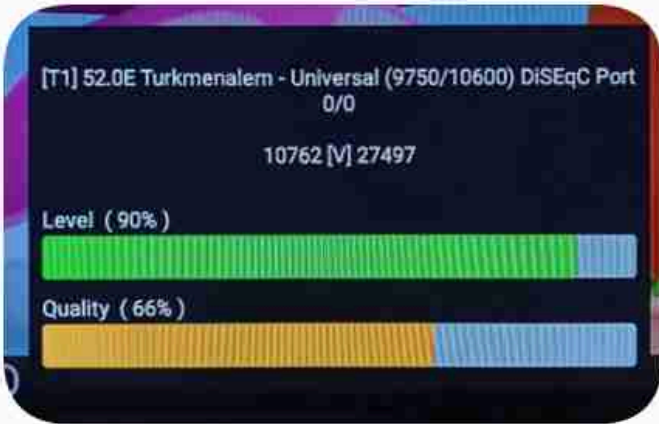 [T1] 52.0E Turkmenalem - Universal (9750/10600) DiSEqC Port
0/0
10762 [V] 27497
Level ( 90% )
Quality ( 66% )